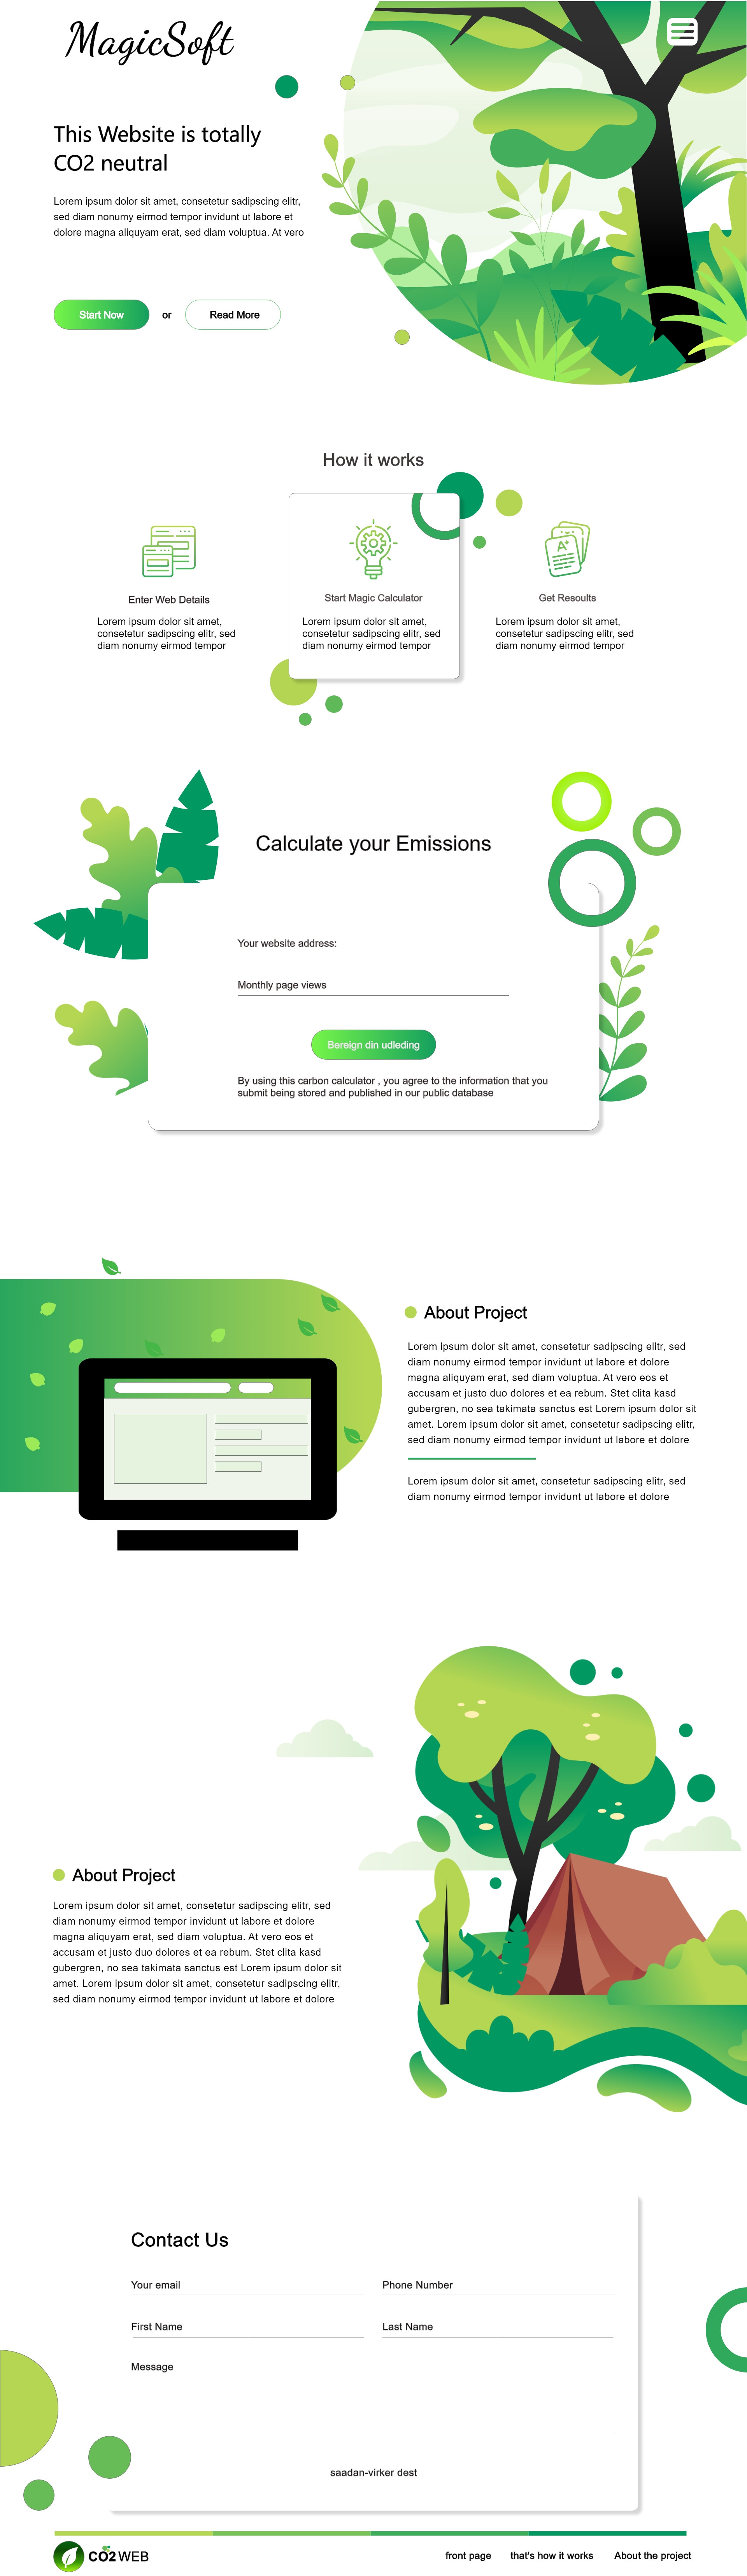 MagicSoft
This Website is totally
CO2 neutral
Lorem ipsum dolor sit amet, consetetur sadipscing elitr,
sed diam nonumy eirmod tempor invidunt ut labore et
dolore magna aliquyam erat, sed diam voluptua. At vero
Start Now or Read More
How it works
Enter Web Details
Lorem ipsum dolor sit amet,
consetetur sadipscing elitr, sed
diam nonumy eirmod tempor
Start Magic Calculator
Lorem ipsum dolor sit amet,
consetetur sadipscing elitr, sed
diam nonumy eirmod tempor
A+
Get Resoults
Lorem ipsum dolor sit amet,
consetetur sadipscing elitr, sed
diam nonumy eirmod tempor
Calculate your Emissions
Your website address:
Monthly page views
Bereign din udleding
By using this carbon calculator , you agree to the information that you
submit being stored and published in our public database
About Project
Lorem ipsum dolor sit amet, consetetur sadipscing elitr, sed
diam nonumy eirmod tempor invidunt ut labore et dolore
magna aliquyam erat, sed diam voluptua. At vero eos et
accusam et justo duo dolores et ea rebum. Stet clita kasd
gubergren, no sea takimata sanctus est Lorem ipsum dolor sit
amet. Lorem ipsum dolor sit amet, consetetur sadipscing elitr,
sed diam nonumy eirmod tempor invidunt ut labore et dolore
Lorem ipsum dolor sit amet, consetetur sadipscing elitr, sed
diam nonumy eirmod tempor invidunt ut labore et dolore
About Project
Lorem ipsum dolor sit amet, consetetur sadipscing elitr, sed
diam nonumy eirmod tempor invidunt ut labore et dolore
magna aliquyam erat, sed diam voluptua. At vero eos et
accusam et justo duo dolores et ea rebum. Stet clita kasd
gubergren, no sea takimata sanctus est Lorem ipsum dolor sit
amet. Lorem ipsum dolor sit amet, consetetur sadipscing elitr,
sed diam nonumy eirmod tempor invidunt ut labore et dolore
Contact Us
Your email Phone Number
First Name Last Name
Message
saadan-virker dest
CO2 WEB front page that's how it works About the project